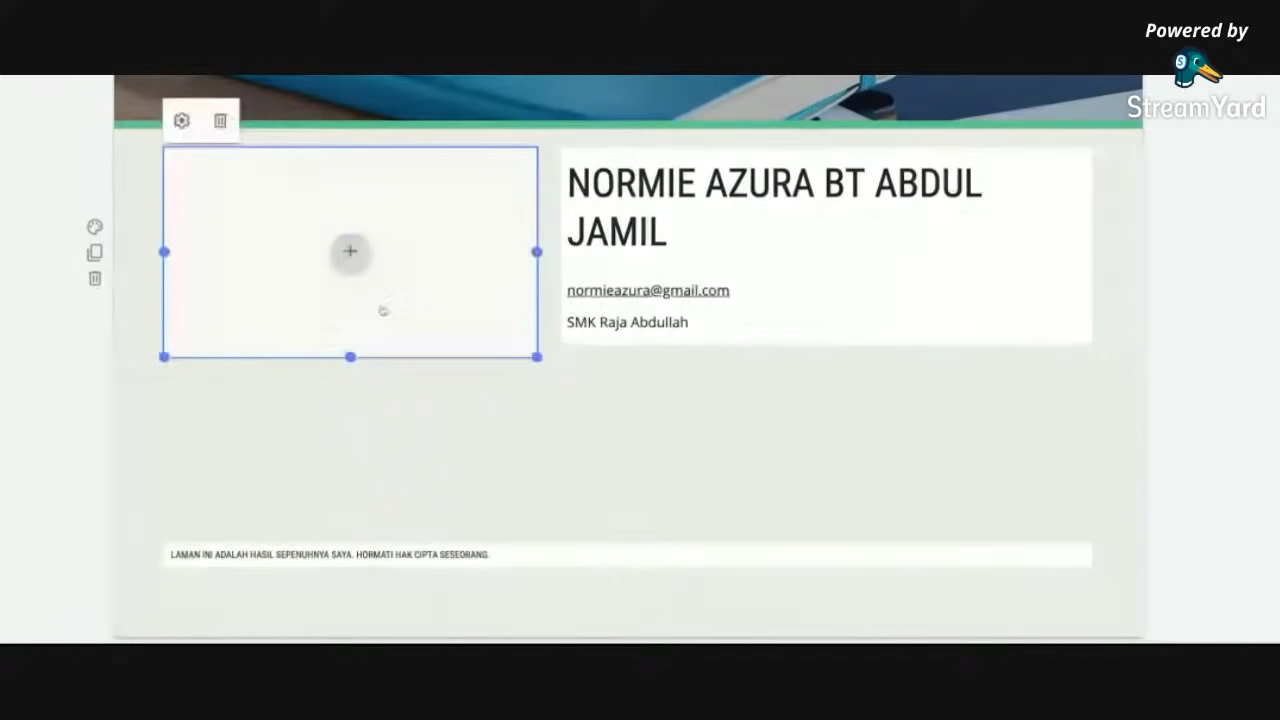 Powered by
StreamYard
NORMIE AZURA BT ABDUL
JAMIL
normieazura@gmail.com
SMK Raja Abdullah
LAMAN INI ADALAH HASIL SEPENUHNYA SAYA. HORMATI HAK CIPTA SESEORANG.